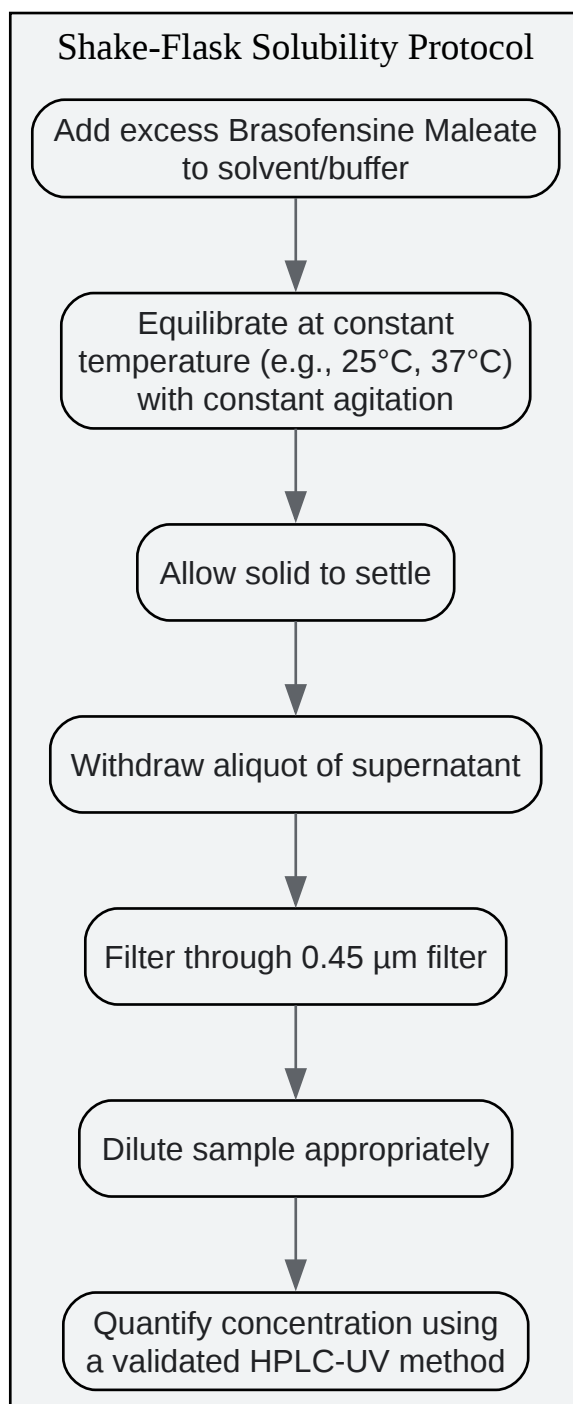 Shake-Flask Solubility Protocol
Add excess Brasofensine Maleate
to solvent/buffer
Equilibrate at constant
temperature (e.g., 25°C, 37°C)
with constant agitation
Allow solid to settle
Withdraw aliquot of supernatant
Filter through 0.45 µm filter
Dilute sample appropriately
Quantify concentration using
a validated HPLC-UV method